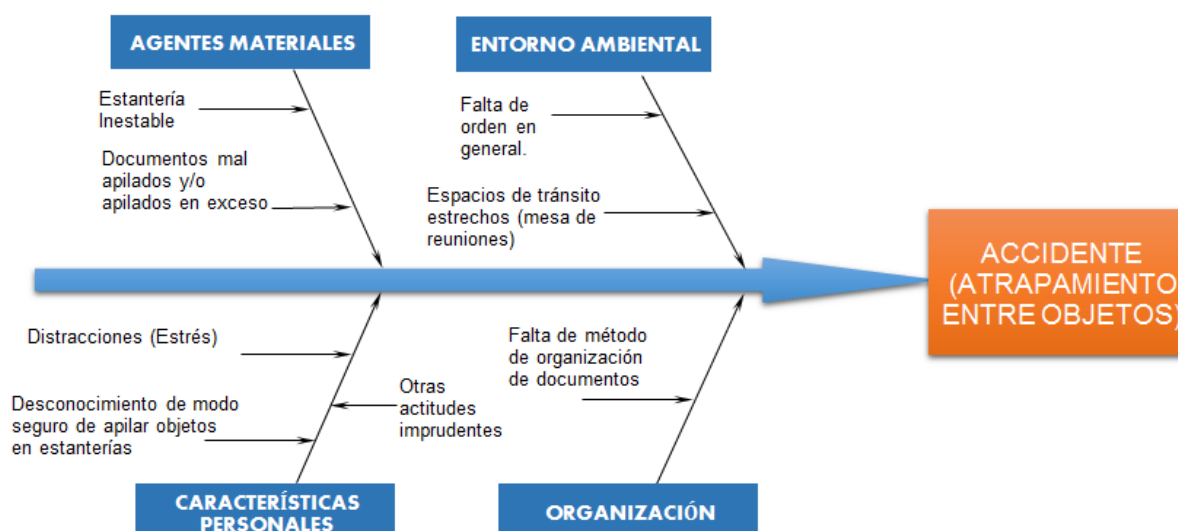 AGENTES MATERIALES
ENTORNO AMBIENTAL
Estantería
Inestable
Documentos mal
apilados y/o
apilados en exceso
Falta de
orden en
general.
Espacios de tránsito
estrechos (mesa de
reuniones)
ACCIDENTE
(ATRAPAMIENTO
ENTRE OBJETOS)
Distracciones (Estrés)
Desconocimiento de modo
seguro de apilar objetos
en estanterías
Otras
actitudes
imprudentes
Falta de método
de organización
de documentos
CARACTERÍSTICAS
PERSONALES
ORGANIZACIÓN